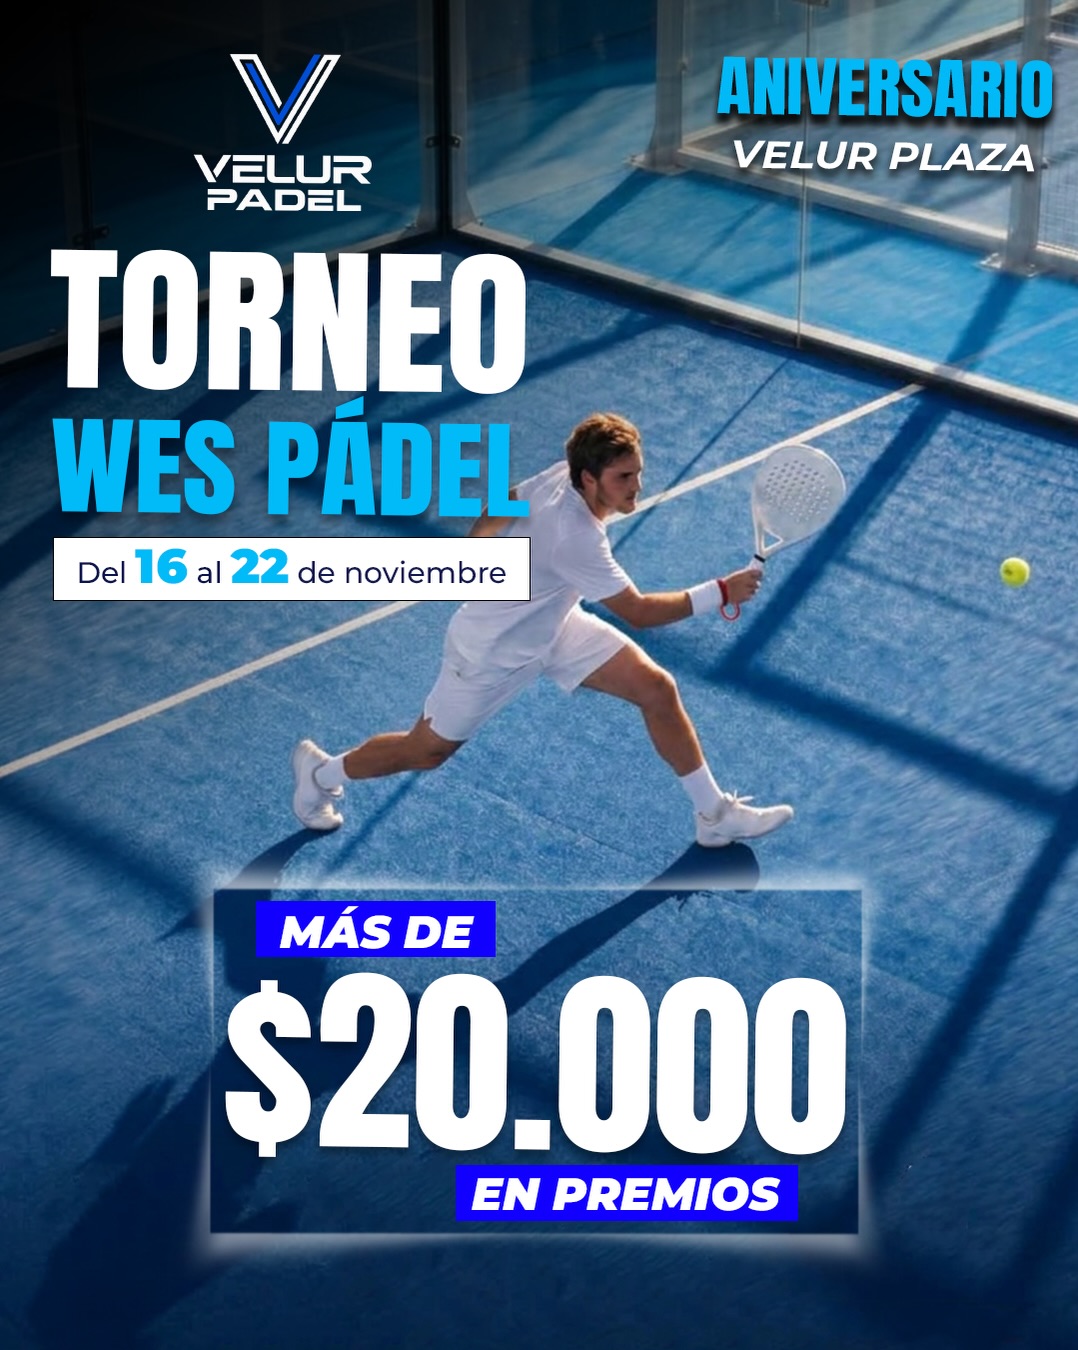 VELUR
PADEL
ANIVERSARIO
VELUR PLAZA
TORNEO
WES PÁDEL
Del 16 al 22 de noviembre
MÁS DE
$20.000
EN PREMIOS